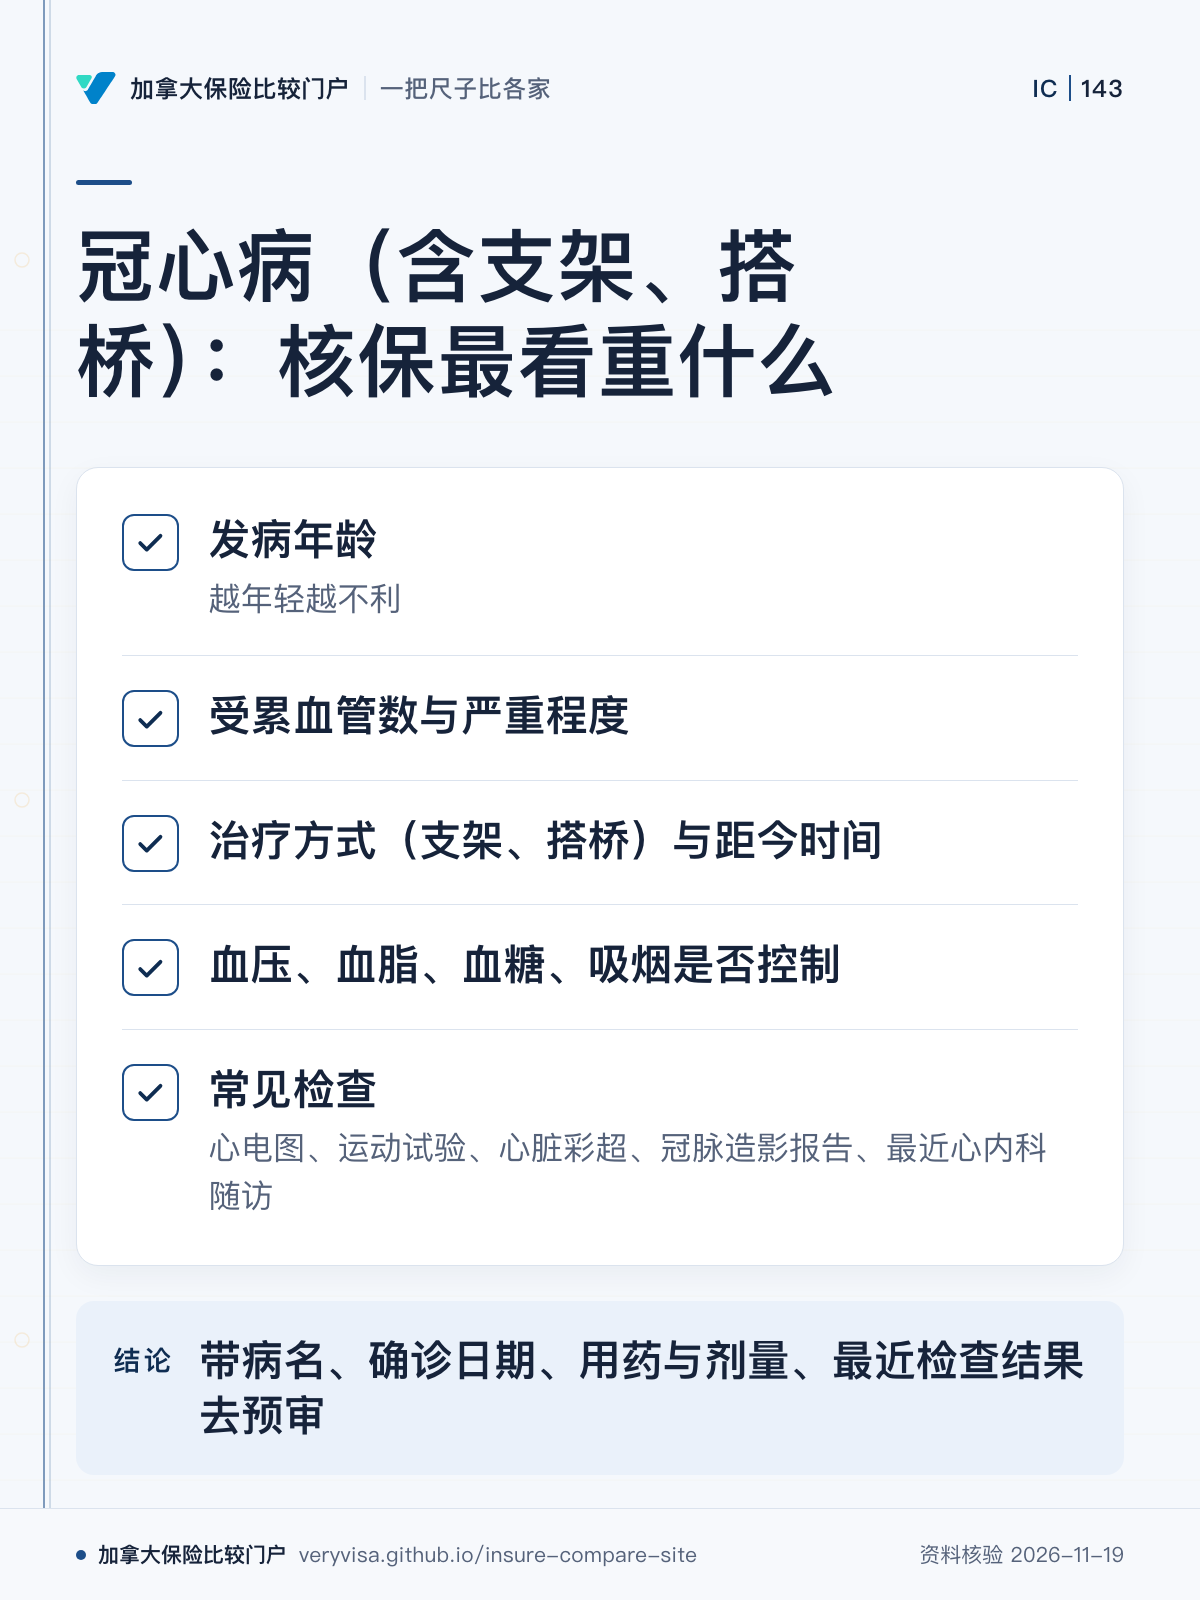 加拿大保险比较门户 一把尺子比各家
IC 143
冠心病（含支架、搭
桥）：核保最看重什么
发病年龄
越年轻越不利
受累血管数与严重程度
治疗方式（支架、搭桥）与距今时间
血压、血脂、血糖、吸烟是否控制
常见检查
心电图、运动试验、心脏彩超、冠脉造影报告、最近心内科
随访
结论 带病名、确诊日期、用药与剂量、最近检查结果
去预审
加拿大保险比较门户 veryvisa.github.io/insure-compare-site
资料核验 2026-11-19